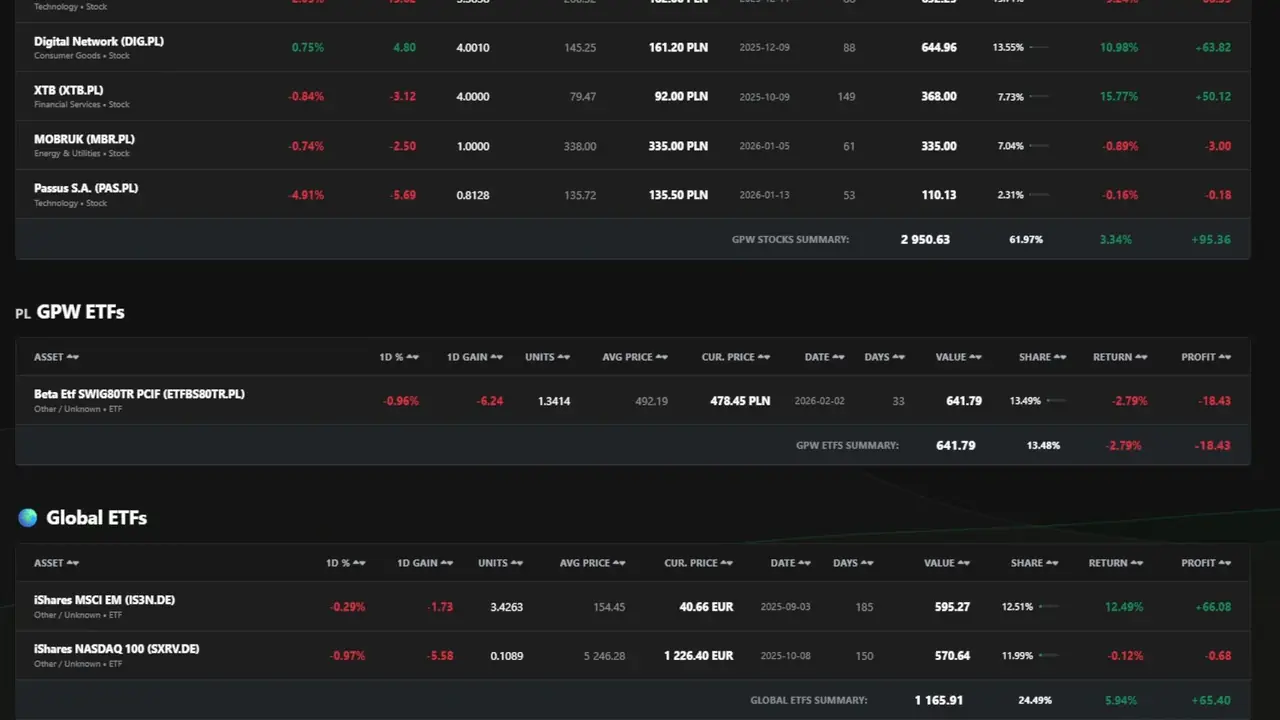 Technology • Stock
Digital Network (DIG.PL) 0.75% 4.80 4.0010 145.25 161.20 PLN 2025-12-09 88 644.96 13.55% 10.98% +63.82
Consumer Goods • Stock
XTB (XTB.PL) -0.84% -3.12 4.0000 79.47 92.00 PLN 2025-10-09 149 368.00 7.73% 15.77% +50.12
Financial Services • Stock
MOBRUK (MBR.PL) -0.74% -2.50 1.0000 338.00 335.00 PLN 2026-01-05 61 335.00 7.04% -0.89% -3.00
Energy & Utilities • Stock
Passus S.A. (PAS.PL) -4.91% -5.69 0.8128 135.72 135.50 PLN 2026-01-13 53 110.13 2.31% -0.16% -0.18
Technology • Stock
GPW STOCKS SUMMARY: 2 950.63 61.97% 3.34% +95.36
PL GPW ETFs
ASSET 1D % 1D GAIN UNITS AVG PRICE CUR. PRICE DATE DAYS VALUE SHARE RETURN PROFIT
Beta Etf SWIG80TR PCIF (ETFBS80TR.PL) -0.96% -6.24 1.3414 492.19 478.45 PLN 2026-02-02 33 641.79 13.49% -2.79% -18.43
Other / Unknown • ETF
GPW ETFS SUMMARY: 641.79 13.48% -2.79% -18.43
Global ETFs
ASSET 1D % 1D GAIN UNITS AVG PRICE CUR. PRICE DATE DAYS VALUE SHARE RETURN PROFIT
iShares MSCI EM (IS3N.DE) -0.29% -1.73 3.4263 154.45 40.66 EUR 2025-09-03 185 595.27 12.51% 12.49% +66.08
Other / Unknown • ETF
iShares NASDAQ 100 (SXRV.DE) -0.97% -5.58 0.1089 5 246.28 1 226.40 EUR 2025-10-08 150 570.64 11.99% -0.12% -0.68
Other / Unknown • ETF
GLOBAL ETFS SUMMARY: 1 165.91 24.49% 5.94% +65.40